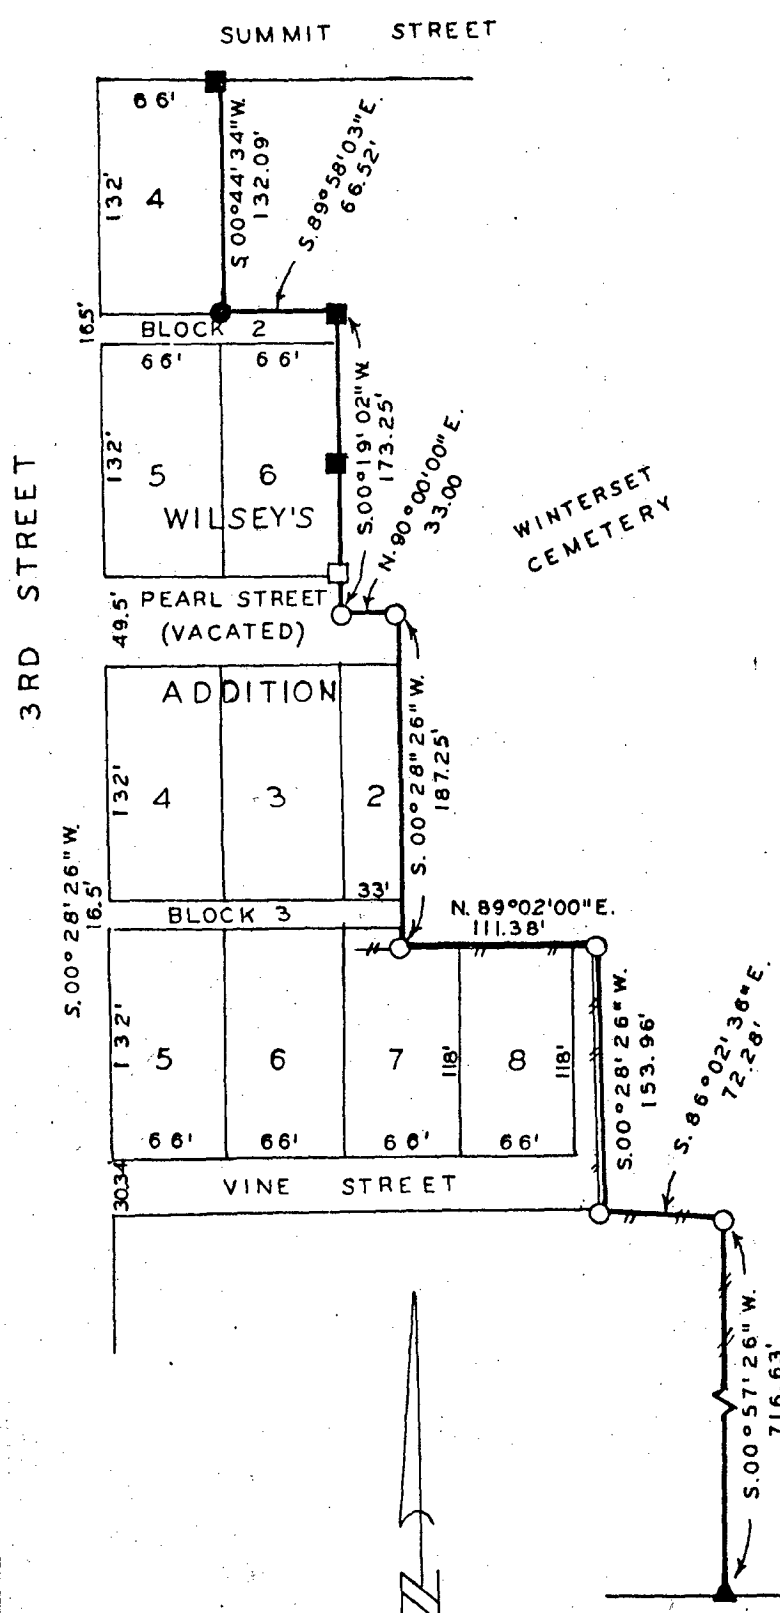 SUMMIT STREET
66'
132'
4
S. 00°44'34"W.
132.09'
S. 89°58'03"E.
66.52'
16.5'
BLOCK 2
66' 66'
132'
5 6
S. 00°19'02"W.
173.25'
N. 90°00'00"E.
33.00
WINTERSET
CEMETERY
3RD STREET
WILSEY'S
49.5'
PEARL STREET
(VACATED)
ADDITION
132'
4 3 2
S. 00°28'26"W.
187.25'
33'
S. 00°28'26"W.
16.5'
BLOCK 3
N. 89°02'00"E.
111.38'
132'
5 6 7 118' 8 118'
S. 00°28'26"W.
153.96'
S. 86°02'36"E.
72.28'
66' 66' 66' 66'
30.34
VINE STREET
S. 00°57'26"W.
716.63'